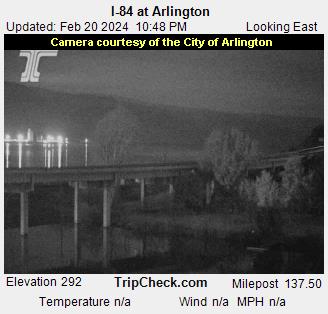 I-84 at Arlington
Updated: Feb 20 2024 10:48 PM Looking East
Camera courtesy of the City of Arlington
Elevation 292 TripCheck.com Milepost 137.50
Temperature n/a Wind n/a MPH n/a